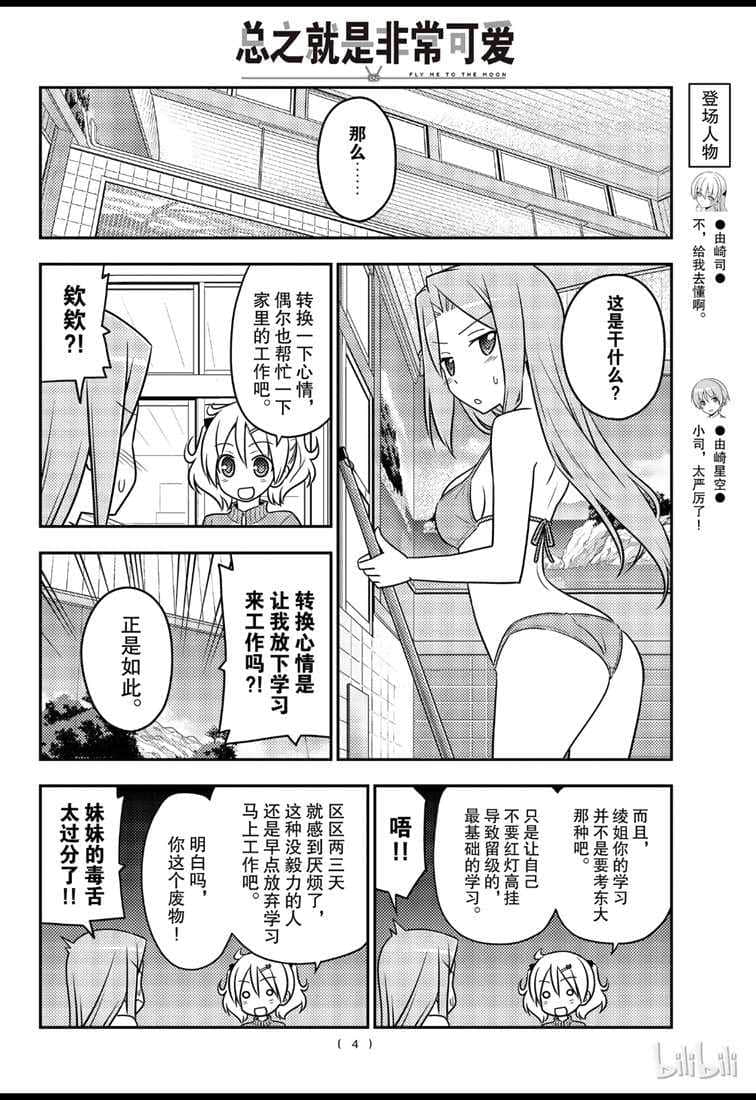 总之就是非常可爱
FLY ME TO THE MOON
登场人物
●由崎司●
不，给我去懂啊。
●由崎星空●
小司，太严厉了！
那么……
这是干什么？
转换一下心情，
偶尔也帮忙一下
家里的工作吧。
欸欸？！
转换心情是
让我放下学习
来工作吗？！
正是如此。
而且，
绫姐你的学习
并不是要考东大
那种吧。
只是让自己
不要红灯高挂
导致留级的，
最基础的学习。
唔！！
区区两三天
就感到厌烦了，
这种没毅力的人
还是早点放弃学习
马上工作吧。
明白吗，
你这个废物！
妹妹的毒舌
太过分了！！
(4)
bilibili